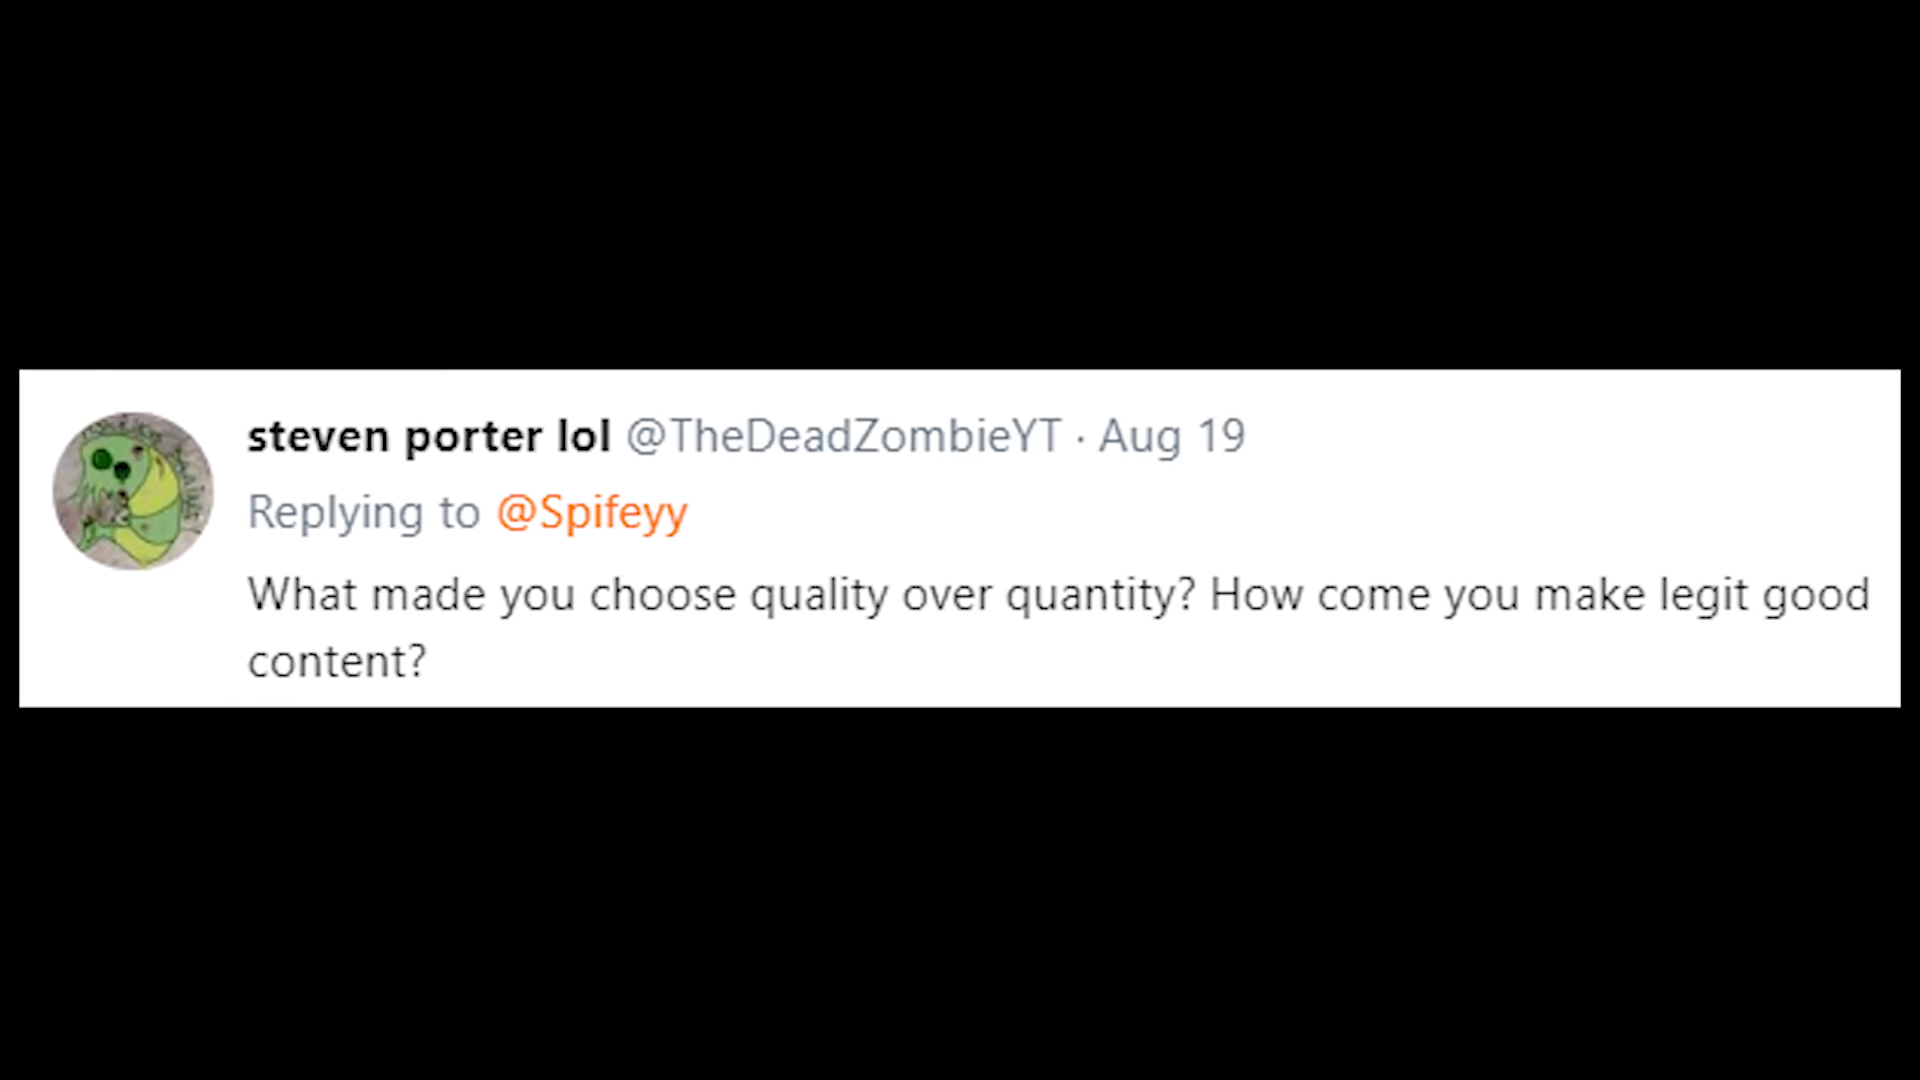 steven porter lol @TheDeadZombieYT · Aug 19
Replying to @Spifeyy
What made you choose quality over quantity? How come you make legit good
content?